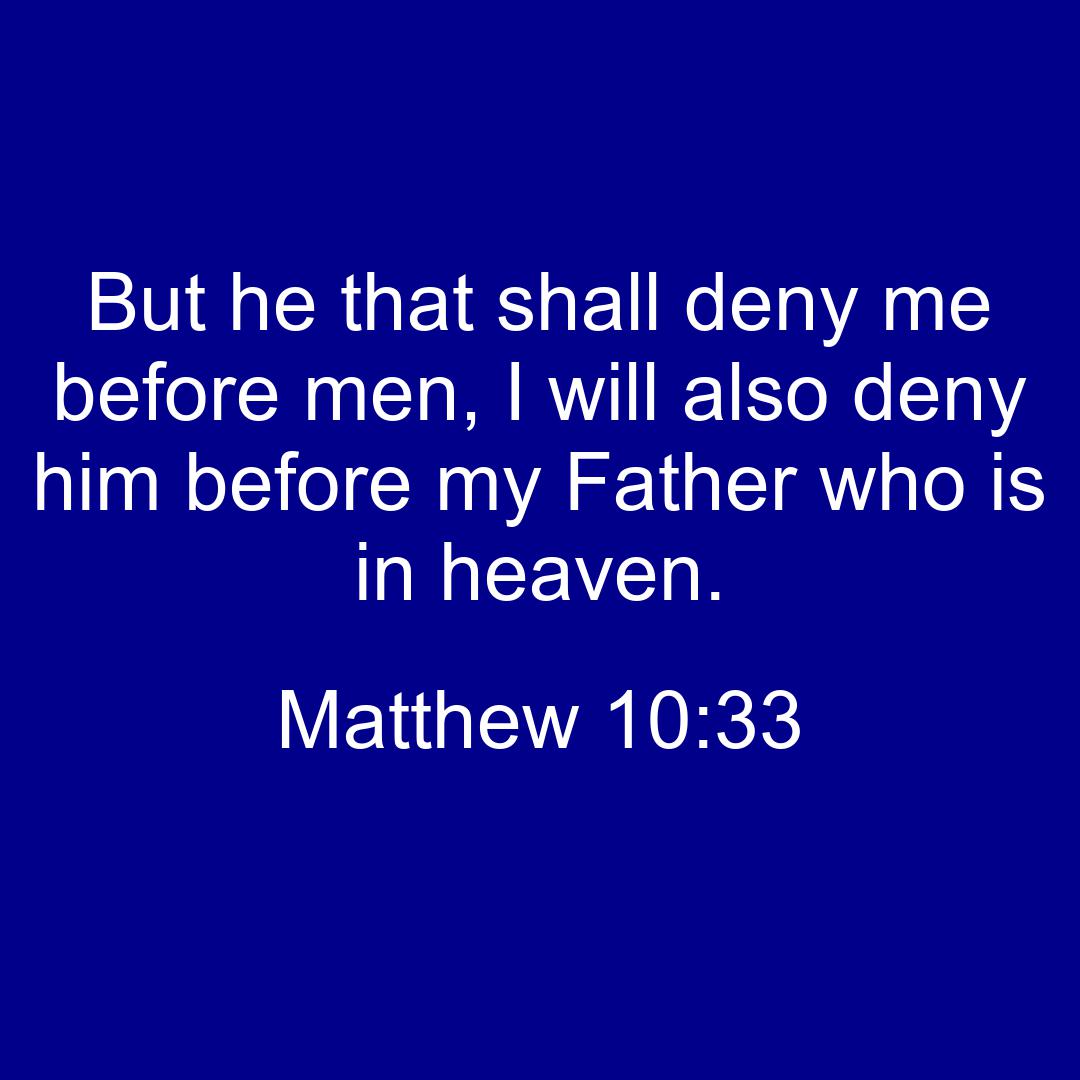 But he that shall deny me
before men, I will also deny
him before my Father who is
in heaven.
Matthew 10:33